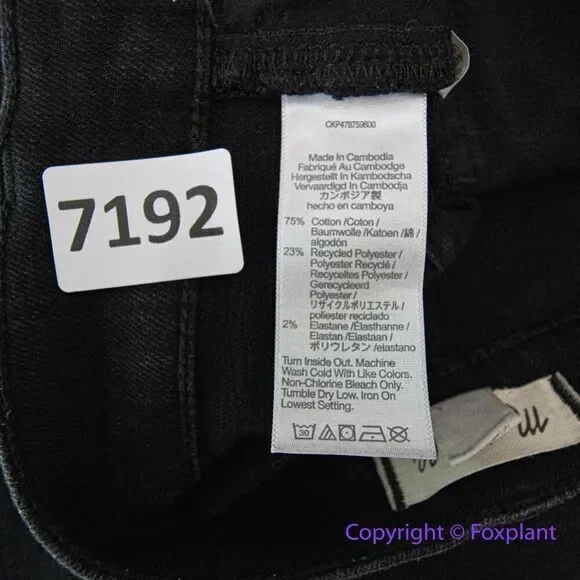 7192
CKP478759600
Made In Cambodia
Fabriqué Au Cambodge
Hergestellt In Kambodscha
Vervaardigd In Cambodja
カンボジア製
hecho en camboya
75% Cotton /Coton /
Baumwolle /Katoen /綿 /
algodón
23% Recycled Polyester /
Polyester Recyclé /
Recyceltes Polyester /
Gerecycleerd
Polyester /
リサイクルポリエステル /
poliester reciclado
2% Elastane /Élasthanne /
Elastan /Elastaan /
ポリウレタン /elastano
Turn Inside Out. Machine
Wash Cold With Like Colors.
Non-Chlorine Bleach Only.
Tumble Dry Low. Iron On
Lowest Setting.
30
Copyright © Foxplant